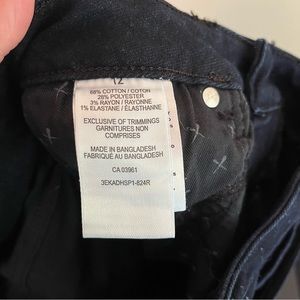 12
68% COTTON / COTON
28% POLYESTER
3% RAYON / RAYONNE
1% ELASTANE / ÉLASTHANNE
EXCLUSIVE OF TRIMMINGS
GARNITURES NON
COMPRISES
MADE IN BANGLADESH
FABRIQUÉ AU BANGLADESH
CA 03961
3EKADHSP1-824R